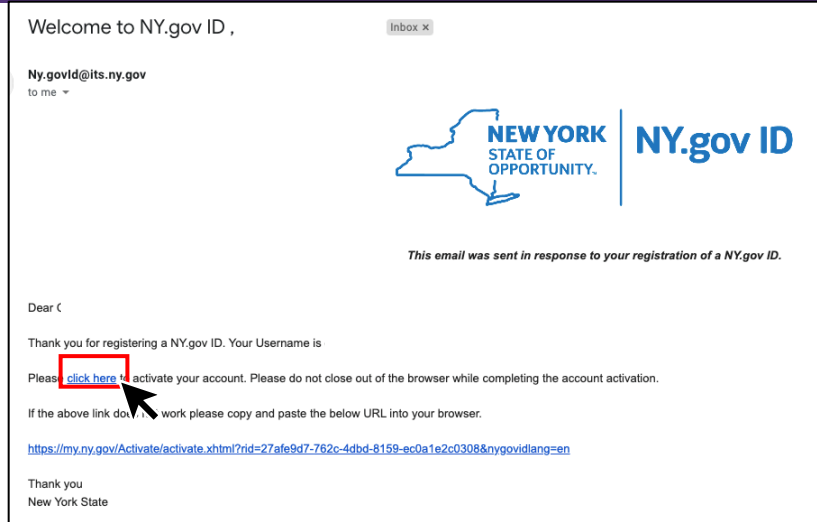 Welcome to NY.gov ID ,
Inbox ×
Ny.govId@its.ny.gov
to me
NEW YORK
STATE OF
OPPORTUNITY™
NY.gov ID
This email was sent in response to your registration of a NY.gov ID.
Dear
Thank you for registering a NY.gov ID. Your Username is
Please click here to activate your account. Please do not close out of the browser while completing the account activation.
If the above link work please copy and paste the below URL into your browser.
https://my.ny.gov/Activate/activate.xhtml?rid=27afe9d7-762c-4dbd-8159-ec0a1e2c0308&nygovidlang=en
Thank you
New York State